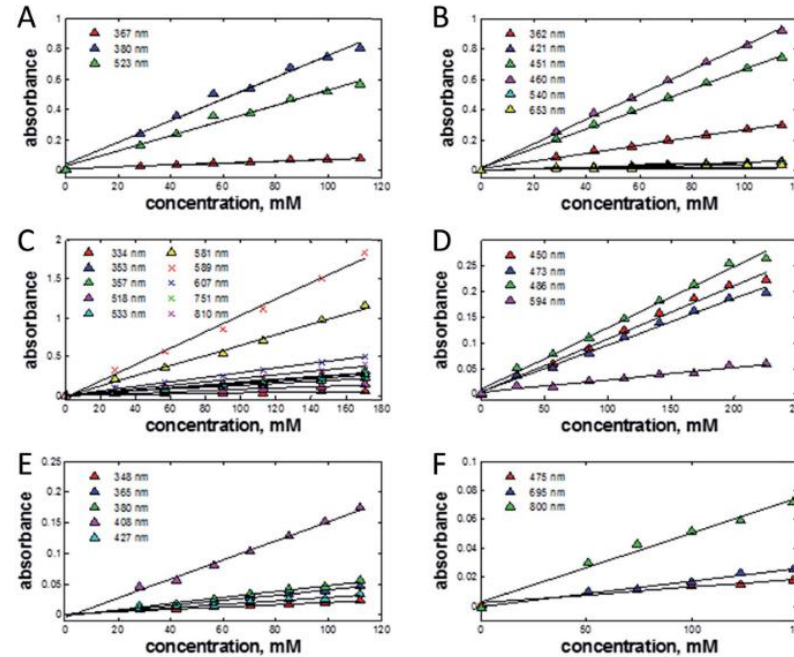 A
367 nm
380 nm
523 nm
absorbance
1
0.8
0.6
0.4
0.2
0
0 20 40 60 80 100 120
concentration, mM
B
362 nm
421 nm
451 nm
460 nm
540 nm
653 nm
absorbance
1
0.8
0.6
0.4
0.2
0
0 20 40 60 80 100
concentration, mM
C
334 nm 581 nm
353 nm 589 nm
357 nm 607 nm
518 nm 751 nm
533 nm 810 nm
absorbance
2
1.5
1
0.5
0
0 20 40 60 80 100 120 140 160 180
concentration, mM
D
450 nm
473 nm
486 nm
594 nm
absorbance
0.25
0.2
0.15
0.1
0.05
0
0 50 100 150 200
concentration, mM
E
348 nm
365 nm
380 nm
408 nm
427 nm
absorbance
0.25
0.2
0.15
0.1
0.05
0
0 20 40 60 80 100 120
concentration, mM
F
475 nm
695 nm
800 nm
absorbance
0.1
0.08
0.06
0.04
0.02
0
0 50 100
concentration, mM